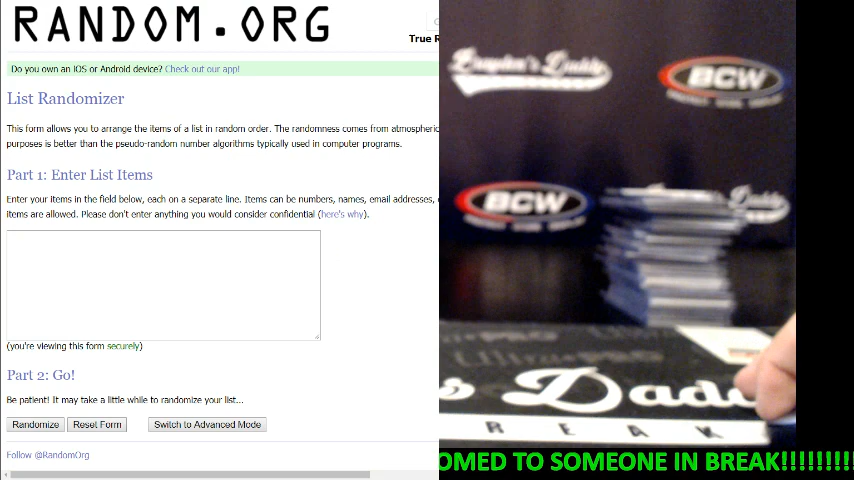 RANDOM.ORG
True R
Do you own an iOS or Android device? Check out our app!
List Randomizer
This form allows you to arrange the items of a list in random order. The randomness comes from atmospheric
purposes is better than the pseudo-random number algorithms typically used in computer programs.
Part 1: Enter List Items
Enter your items in the field below, each on a separate line. Items can be numbers, names, email addresses,
items are allowed. Please don't enter anything you would consider confidential (here's why).
(you're viewing this form securely)
Part 2: Go!
Be patient! It may take a little while to randomize your list...
Randomize Reset Form Switch to Advanced Mode
Follow @RandomOrg
Brayden's Daddy
BCW
BCW
Daddy
's Dadd
B R E A K
OMED TO SOMEONE IN BREAK!!!!!!!!!